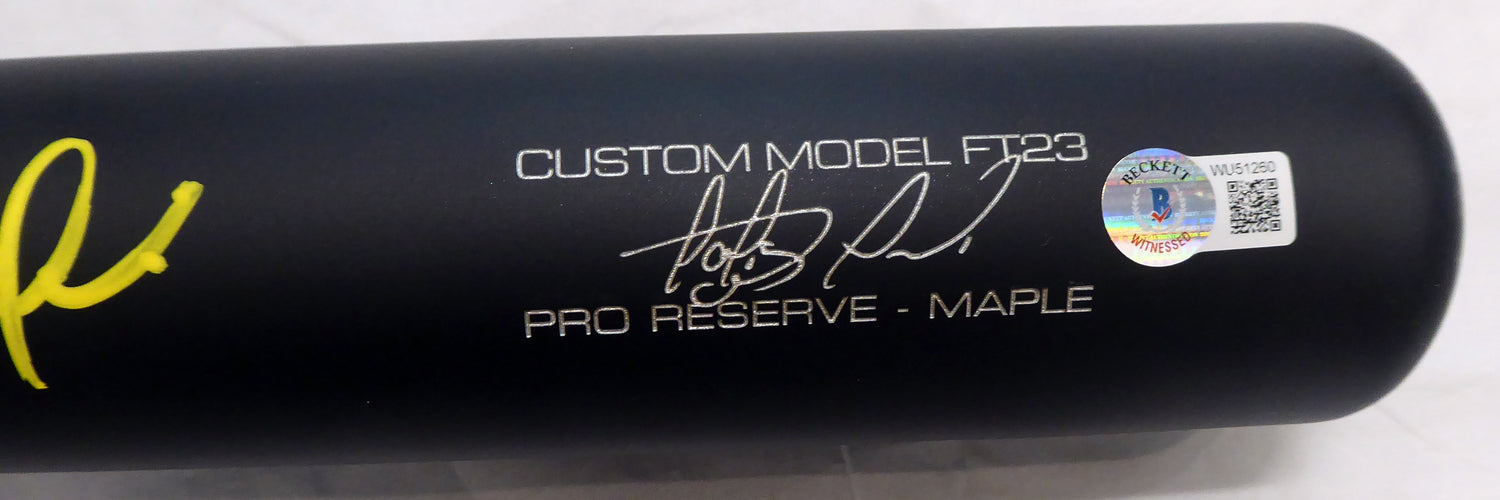 CUSTOM MODEL FT23
PRO RESERVE - MAPLE
BECKETT
B
WITNESSED
WU51260